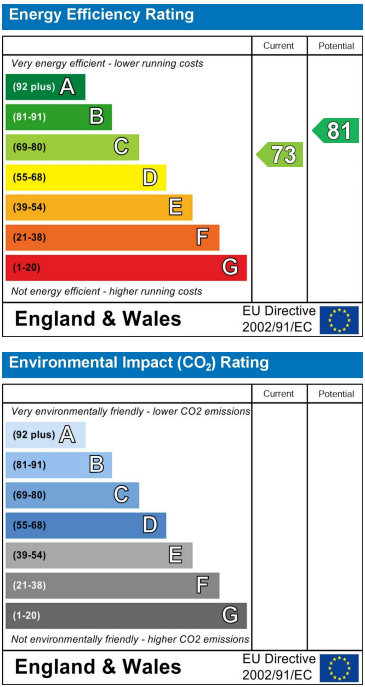 Energy Efficiency Rating
Current Potential
Very energy efficient - lower running costs
(92 plus) A
(81-91) B
(69-80) C
(55-68) D
(39-54) E
(21-38) F
(1-20) G
73
81
Not energy efficient - higher running costs
England & Wales
EU Directive
2002/91/EC
Environmental Impact (CO₂) Rating
Current Potential
Very environmentally friendly - lower CO2 emissions
(92 plus) A
(81-91) B
(69-80) C
(55-68) D
(39-54) E
(21-38) F
(1-20) G
Not environmentally friendly - higher CO2 emissions
England & Wales
EU Directive
2002/91/EC